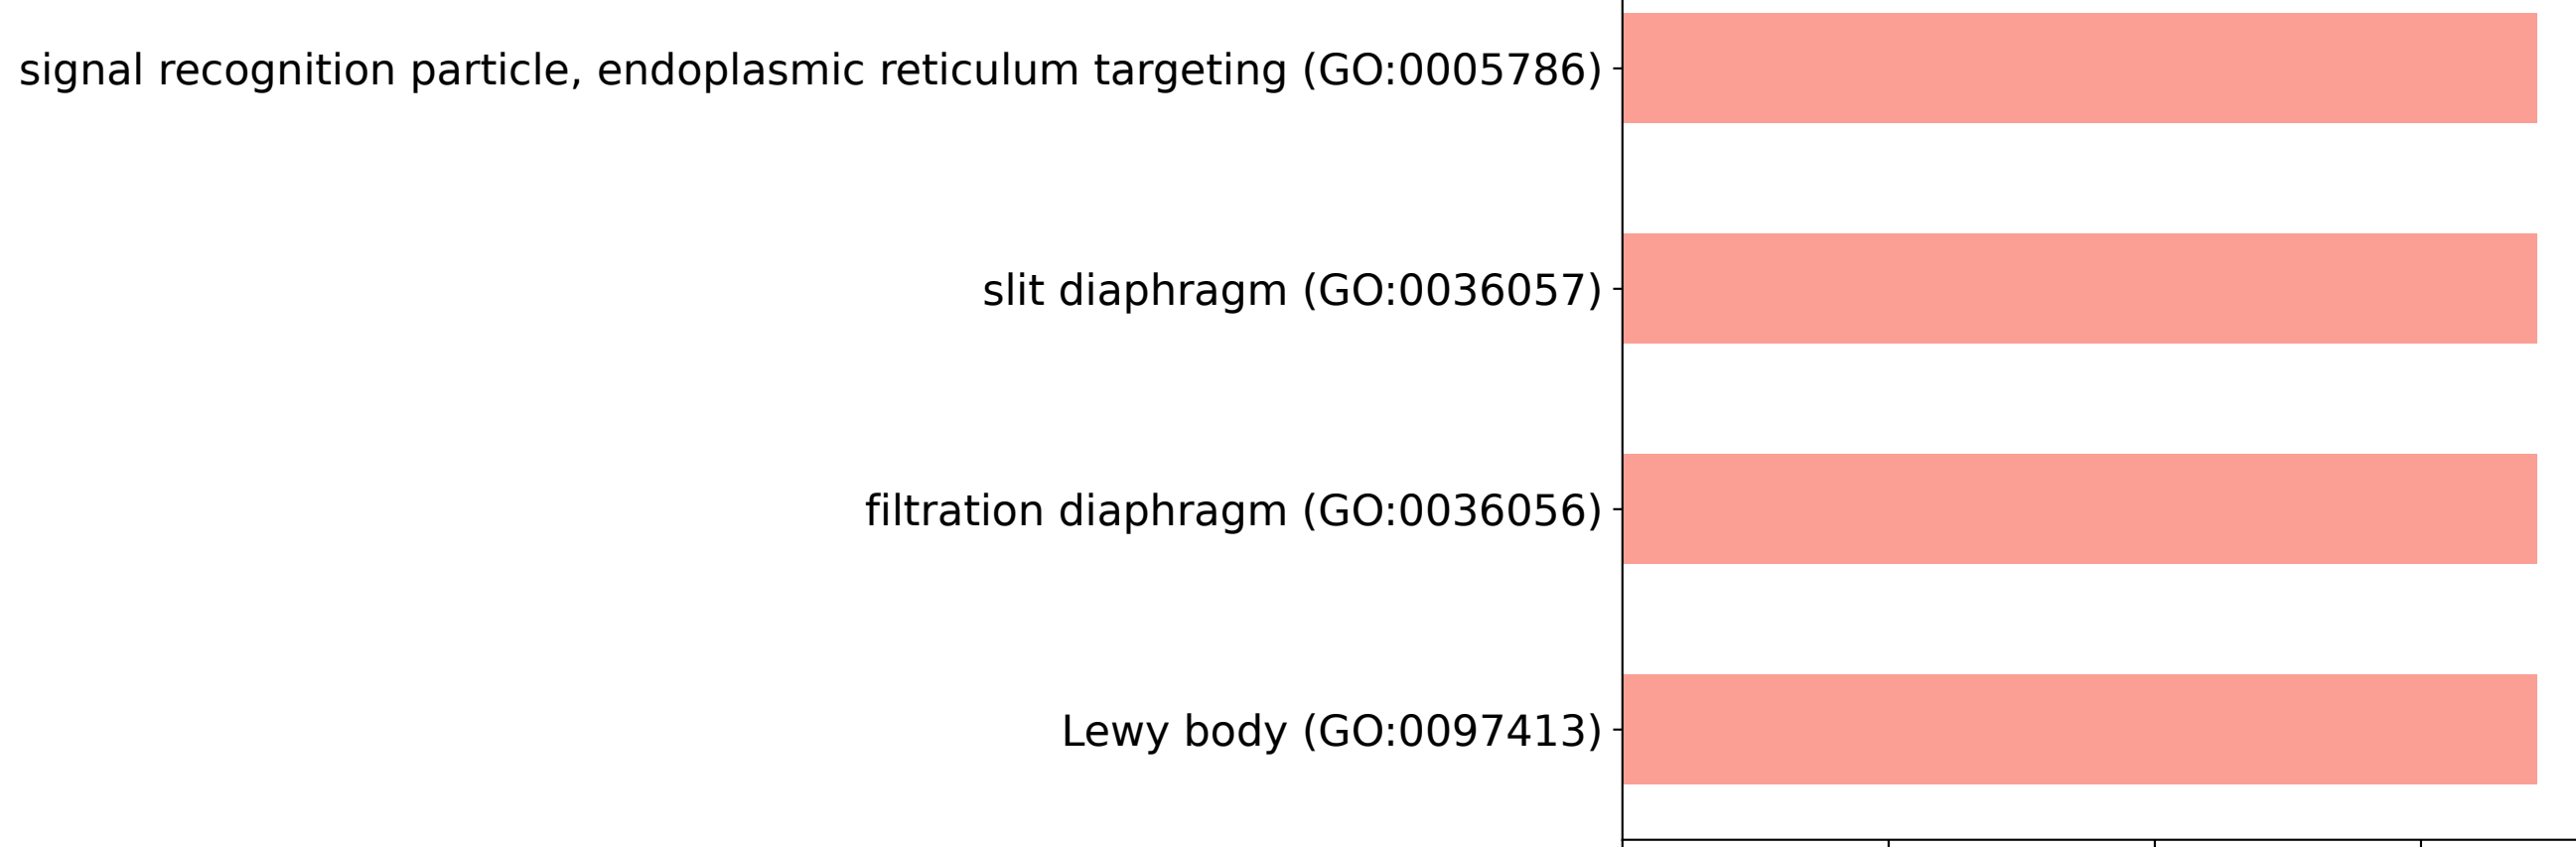 signal recognition particle, endoplasmic reticulum targeting (GO:0005786)
slit diaphragm (GO:0036057)
filtration diaphragm (GO:0036056)
Lewy body (GO:0097413)